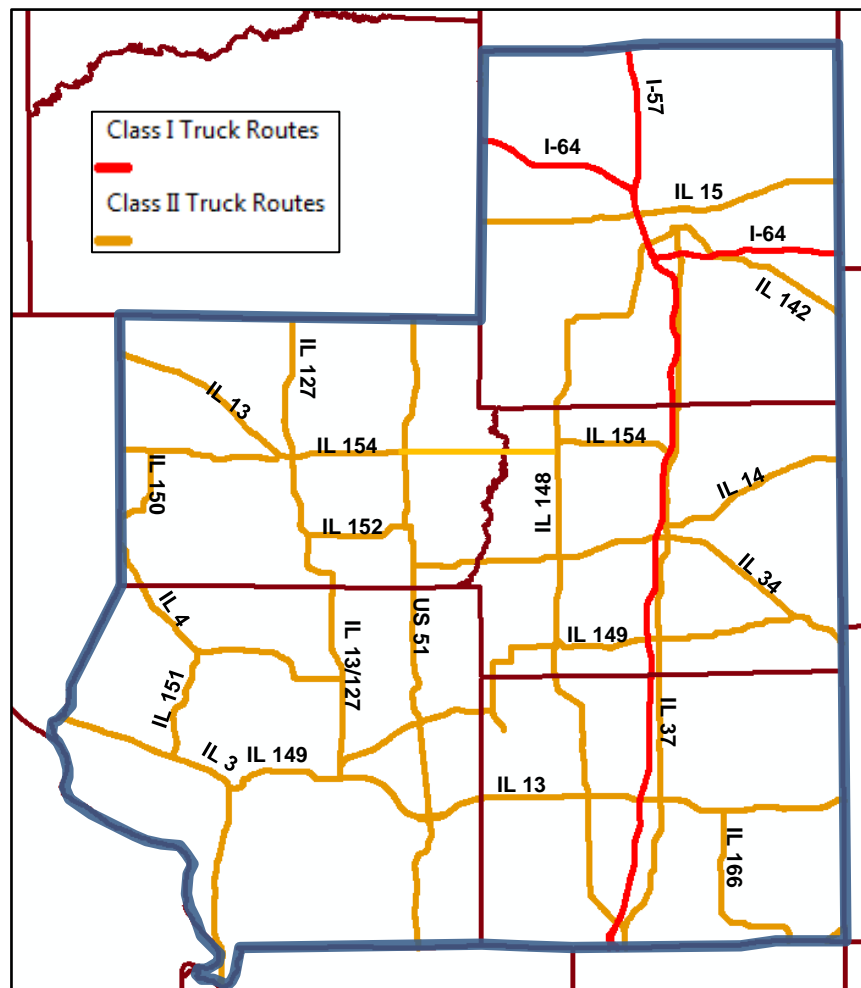 I-57
Class I Truck Routes
I-64
IL 15
Class II Truck Routes
I-64
IL 142
IL 127
IL 13
IL 154
IL 154
IL 150
IL 148
IL 14
IL 152
IL 34
IL 4
US 51
IL 149
IL 13/127
IL 151
IL 37
IL 3
IL 149
IL 13
IL 166